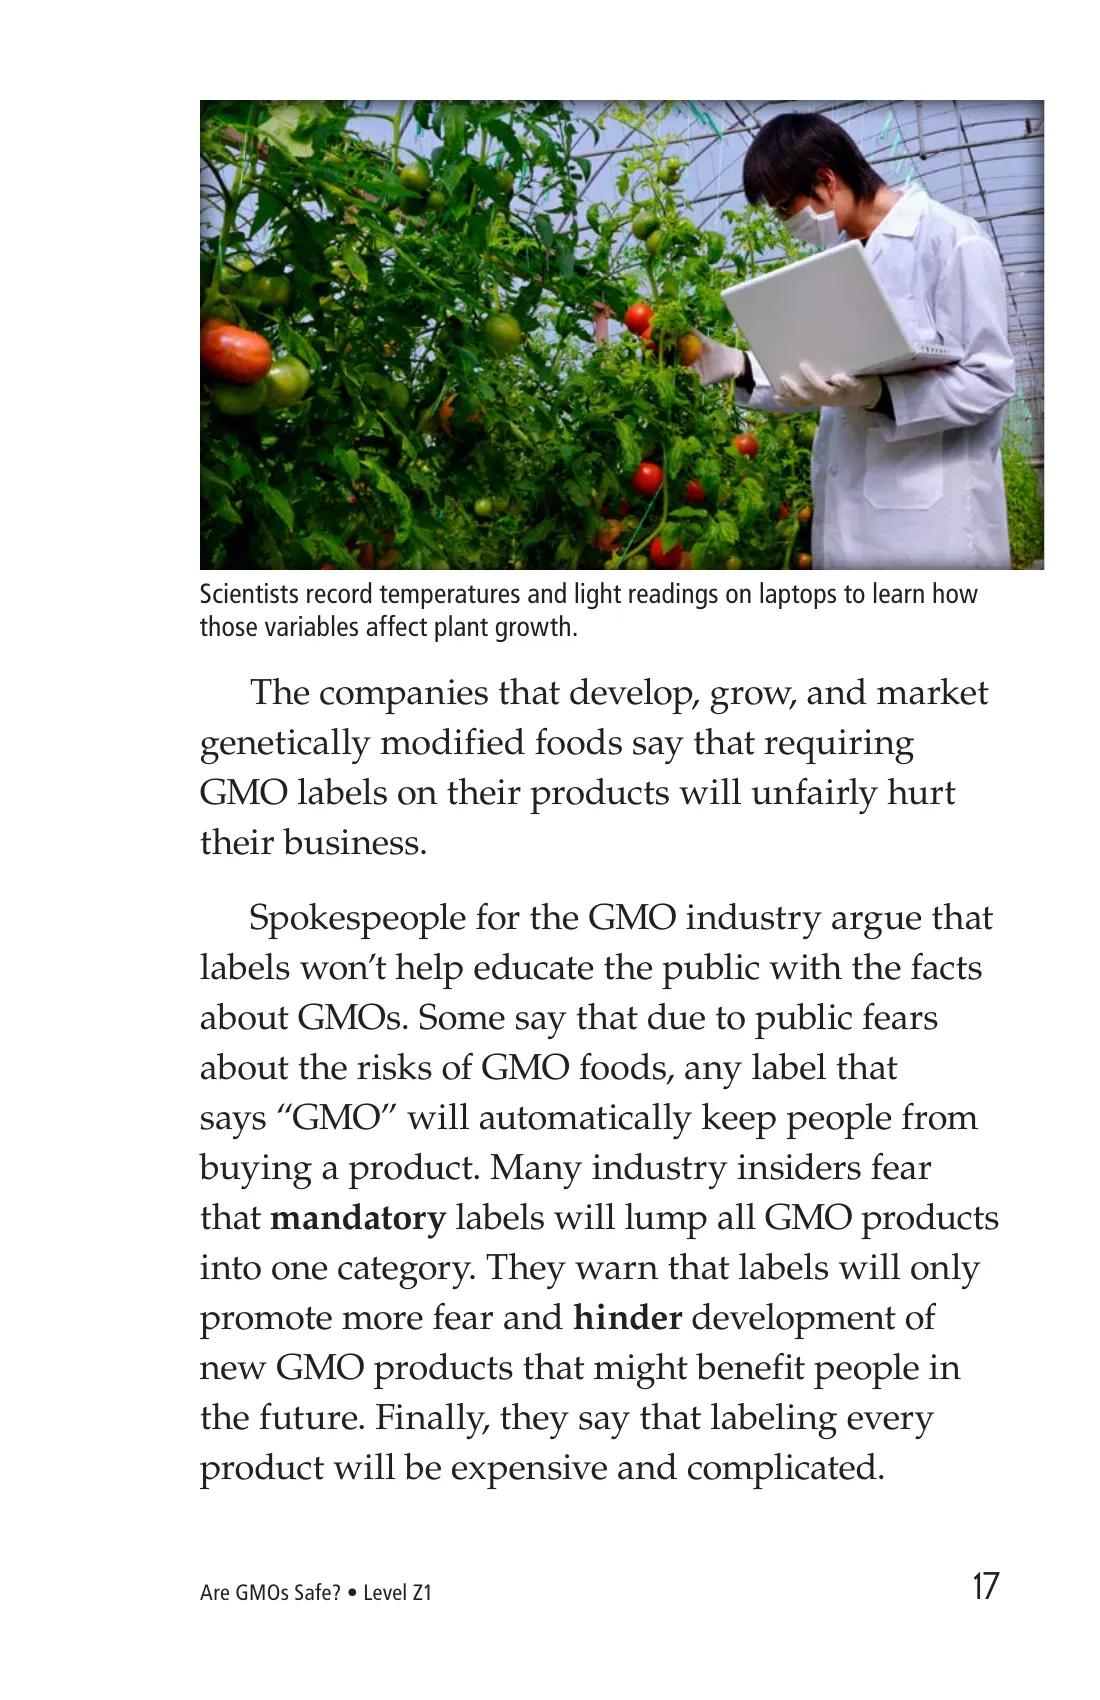 Scientists record temperatures and light readings on laptops to learn how
those variables affect plant growth.
The companies that develop, grow, and market
genetically modified foods say that requiring
GMO labels on their products will unfairly hurt
their business.
Spokespeople for the GMO industry argue that
labels won’t help educate the public with the facts
about GMOs. Some say that due to public fears
about the risks of GMO foods, any label that
says “GMO” will automatically keep people from
buying a product. Many industry insiders fear
that mandatory labels will lump all GMO products
into one category. They warn that labels will only
promote more fear and hinder development of
new GMO products that might benefit people in
the future. Finally, they say that labeling every
product will be expensive and complicated.
Are GMOs Safe? • Level Z1
17